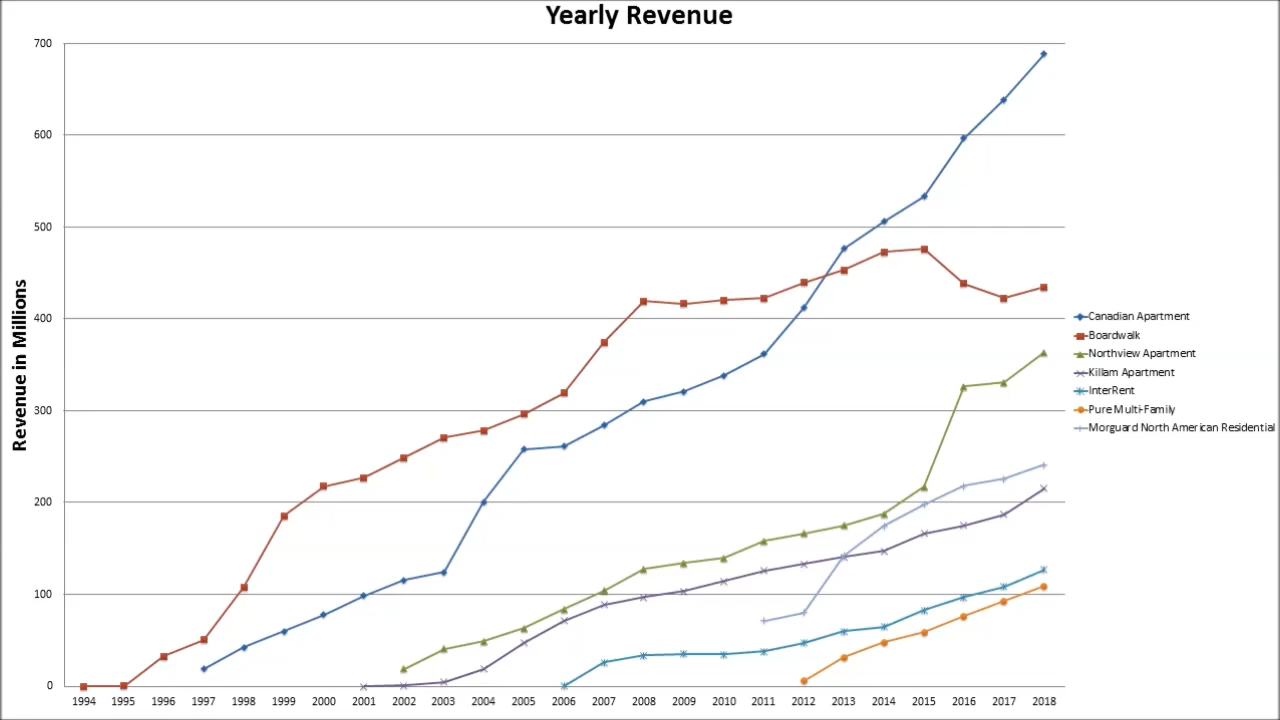 Yearly Revenue
Revenue in Millions
700
600
500
400
300
200
100
0
1994 1995 1996 1997 1998 1999 2000 2001 2002 2003 2004 2005 2006 2007 2008 2009 2010 2011 2012 2013 2014 2015 2016 2017 2018
Canadian Apartment
Boardwalk
Northview Apartment
Killam Apartment
InterRent
Pure Multi-Family
Morguard North American Residential